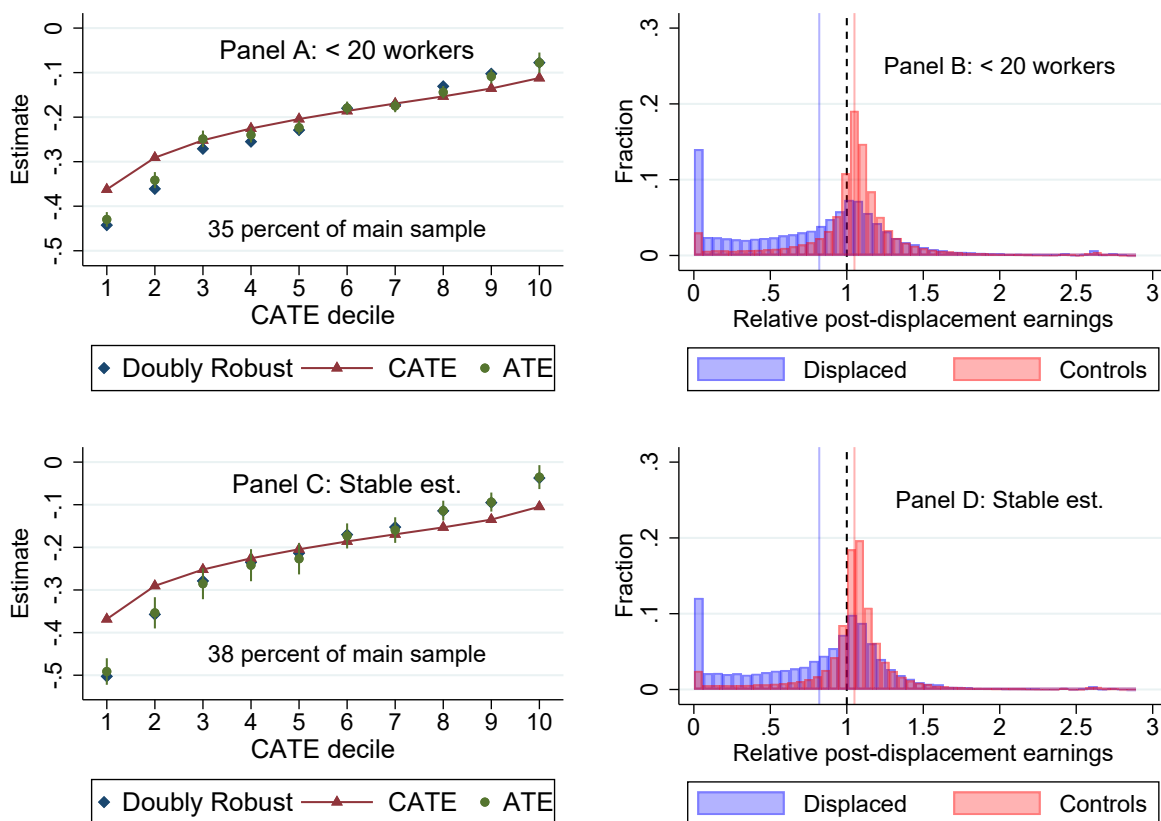 Panel A: < 20 workers
Estimate
0
-.1
-.2
-.3
-.4
-.5
35 percent of main sample
1 2 3 4 5 6 7 8 9 10
CATE decile
Doubly Robust CATE ATE
Panel B: < 20 workers
Fraction
.3
.2
.1
0
0 .5 1 1.5 2 2.5 3
Relative post-displacement earnings
Displaced Controls
Panel C: Stable est.
Estimate
0
-.1
-.2
-.3
-.4
-.5
38 percent of main sample
1 2 3 4 5 6 7 8 9 10
CATE decile
Doubly Robust CATE ATE
Panel D: Stable est.
Fraction
.3
.2
.1
0
0 .5 1 1.5 2 2.5 3
Relative post-displacement earnings
Displaced Controls